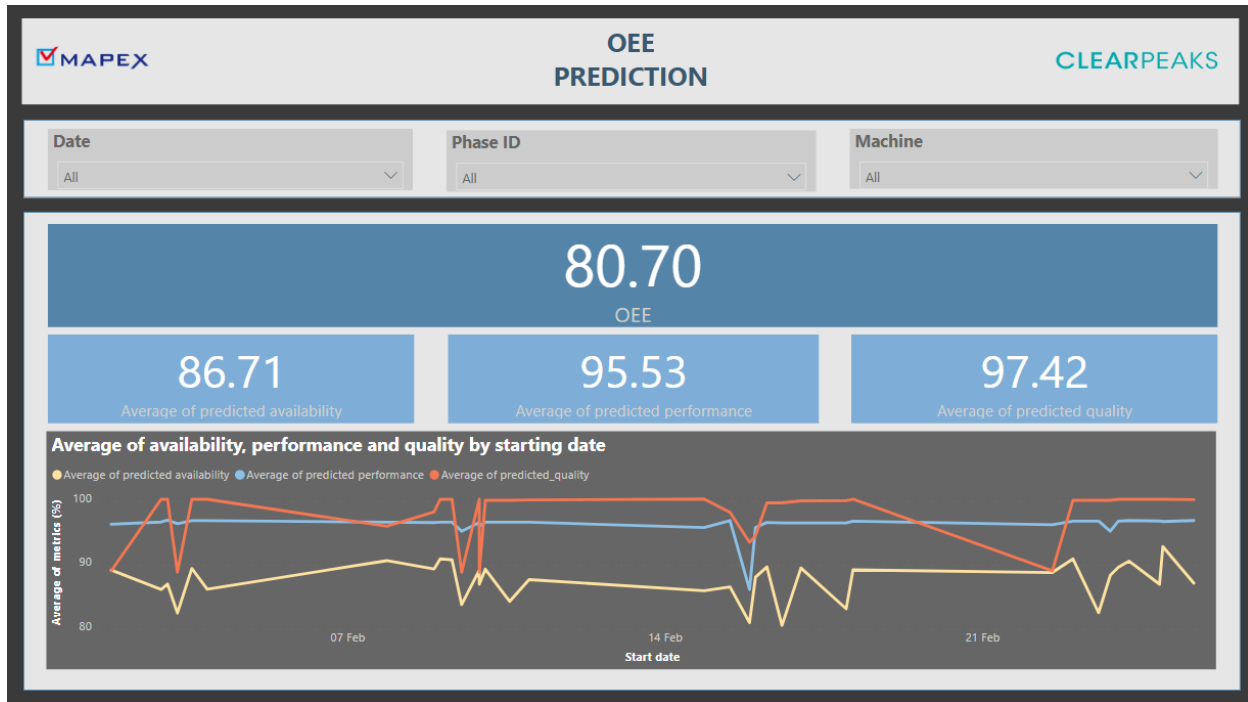 MAPEX
OEE
PREDICTION
CLEARPEAKS
Date
All
Phase ID
All
Machine
All
80.70
OEE
86.71
Average of predicted availability
95.53
Average of predicted performance
97.42
Average of predicted quality
Average of availability, performance and quality by starting date
Average of predicted availability Average of predicted performance Average of predicted_quality
Average of metrics (%)
100
90
80
07 Feb 14 Feb 21 Feb
Start date